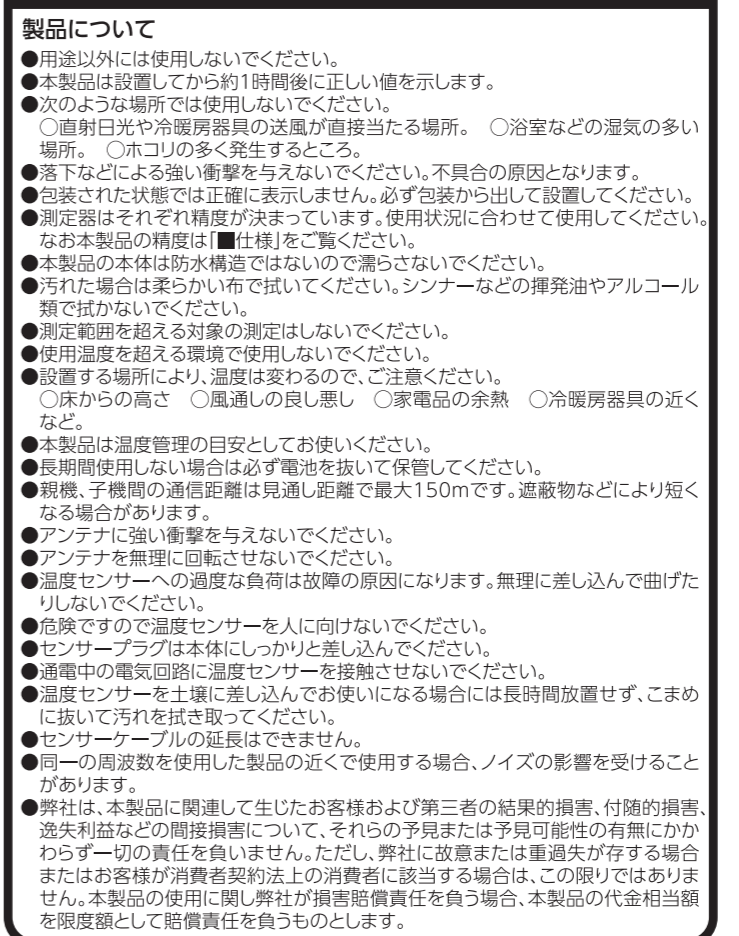 製品について
●用途以外には使用しないでください。
●本製品は設置してから約1時間後に正しい値を示します。
●次のような場所では使用しないでください。
○直射日光や冷暖房器具の送風が直接当たる場所。 ○浴室などの湿気の多い
場所。 ○ホコリの多く発生するところ。
●落下などによる強い衝撃を与えないでください。不具合の原因となります。
●包装された状態では正確に表示しません。必ず包装から出して設置してください。
●測定器はそれぞれ精度が決まっています。使用状況に合わせて使用してください。
なお本製品の精度は「■仕様」をご覧ください。
●本製品の本体は防水構造ではないので濡らさないでください。
●汚れた場合は柔らかい布で拭いてください。シンナーなどの揮発油やアルコール
類で拭かないでください。
●測定範囲を超える対象の測定はしないでください。
●使用温度を超える環境で使用しないでください。
●設置する場所により、温度は変わるので、ご注意ください。
○床からの高さ ○風通しの良し悪し ○家電品の余熱 ○冷暖房器具の近く
など。
●本製品は温度管理の目安としてお使いください。
●長期間使用しない場合は必ず電池を抜いて保管してください。
●親機、子機間の通信距離は見通し距離で最大150mです。遮蔽物などにより短く
なる場合があります。
●アンテナに強い衝撃を与えないでください。
●アンテナを無理に回転させないでください。
●温度センサーへの過度な負荷は故障の原因になります。無理に差し込んで曲げた
りしないでください。
●危険ですので温度センサーを人に向けないでください。
●センサープラグは本体にしっかりと差し込んでください。
●通電中の電気回路に温度センサーを接触させないでください。
●温度センサーを土壌に差し込んでお使いになる場合には長時間放置せず、こまめ
に抜いて汚れを拭き取ってください。
●センサーケーブルの延長はできません。
●同一の周波数を使用した製品の近くで使用する場合、ノイズの影響を受けること
があります。
●弊社は、本製品に関連して生じたお客様および第三者の結果的損害、付随的損害、
逸失利益などの間接損害について、それらの予見または予見可能性の有無にかか
わらず一切の責任を負いません。ただし、弊社に故意または重過失が存する場合
またはお客様が消費者契約法上の消費者に該当する場合は、この限りではありま
せん。本製品の使用に関し弊社が損害賠償責任を負う場合、本製品の代金相当額
を限度額として賠償責任を負うものとします。